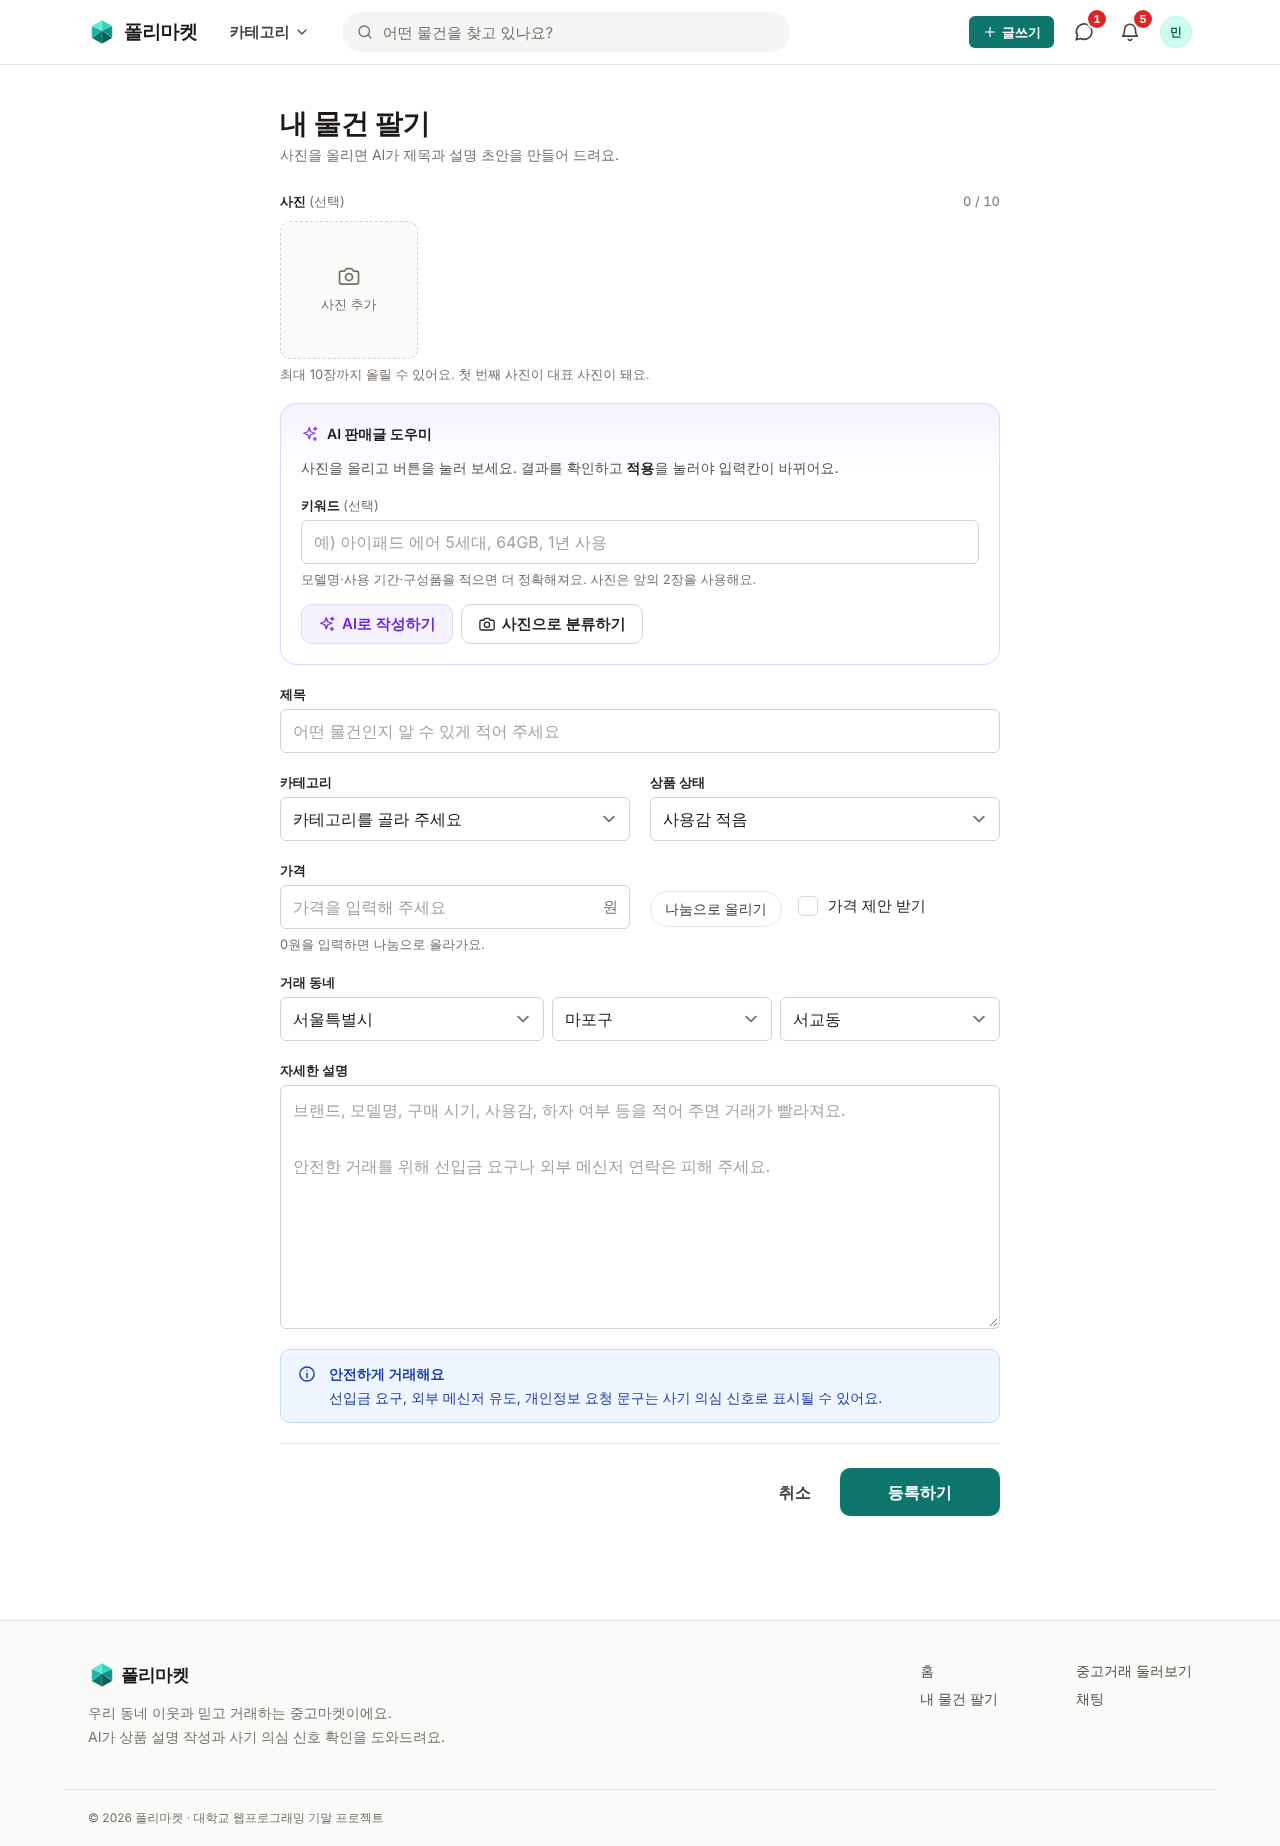 폴리마켓
카테고리
어떤 물건을 찾고 있나요?
글쓰기
1
5
민
내 물건 팔기
사진을 올리면 AI가 제목과 설명 초안을 만들어 드려요.
사진 (선택)
0 / 10
사진 추가
최대 10장까지 올릴 수 있어요. 첫 번째 사진이 대표 사진이 돼요.
AI 판매글 도우미
사진을 올리고 버튼을 눌러 보세요. 결과를 확인하고 적용을 눌러야 입력칸이 바뀌어요.
키워드 (선택)
예) 아이패드 에어 5세대, 64GB, 1년 사용
모델명·사용 기간·구성품을 적으면 더 정확해져요. 사진은 앞의 2장을 사용해요.
AI로 작성하기
사진으로 분류하기
제목
어떤 물건인지 알 수 있게 적어 주세요
카테고리
상품 상태
카테고리를 골라 주세요
사용감 적음
가격
가격을 입력해 주세요
원
나눔으로 올리기
가격 제안 받기
0원을 입력하면 나눔으로 올라가요.
거래 동네
서울특별시
마포구
서교동
자세한 설명
브랜드, 모델명, 구매 시기, 사용감, 하자 여부 등을 적어 주면 거래가 빨라져요.
안전한 거래를 위해 선입금 요구나 외부 메신저 연락은 피해 주세요.
안전하게 거래해요
선입금 요구, 외부 메신저 유도, 개인정보 요청 문구는 사기 의심 신호로 표시될 수 있어요.
취소
등록하기
폴리마켓
우리 동네 이웃과 믿고 거래하는 중고마켓이에요.
AI가 상품 설명 작성과 사기 의심 신호 확인을 도와드려요.
홈
중고거래 둘러보기
내 물건 팔기
채팅
© 2026 폴리마켓 · 대학교 웹프로그래밍 기말 프로젝트